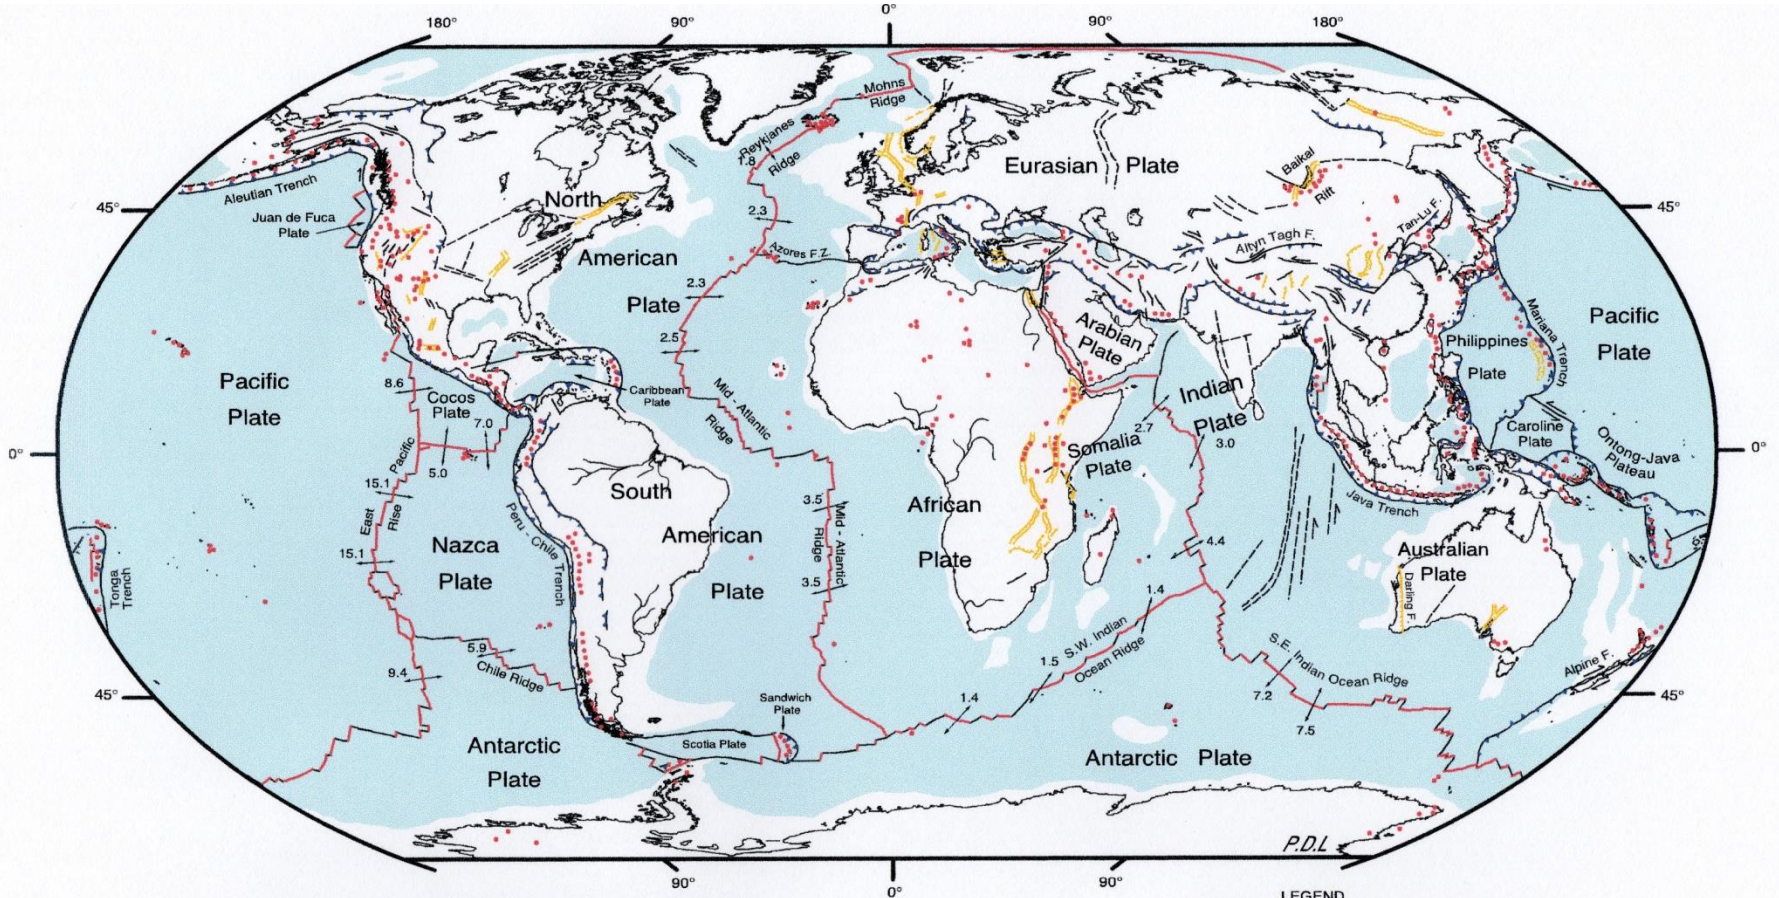 180°
90°
0°
90°
180°
Mohns
Ridge
Reykjanes
Ridge
Aleutian Trench
Eurasian Plate
Baikal
Rift
45°
45°
Juan de Fuca
Plate
North
American
Plate
2.3
Azores F.Z.
2.3
2.5
Tan-Lu F.
Altyn Tagh F.
Arabian
Plate
Philippines
Plate
Mariana Trench
Pacific
Plate
Pacific
Plate
8.6
Cocos
Plate
7.0
5.0
Caribbean
Plate
Mid - Atlantic
Ridge
Indian
Plate
2.7
3.0
Somalia
Plate
Caroline
Plate
Ontong-Java
Plateau
0°
0°
15.1
East Pacific
Rise
15.1
South
American
Plate
Peru - Chile Trench
Nazca
Plate
3.5
Mid - Atlantic
Ridge
3.5
African
Plate
Java Trench
4.4
Australian
Plate
Darling F.
Tonga
Trench
1.4
S.W. Indian
Ocean Ridge
1.5
1.4
5.9
Chile Ridge
9.4
S.E. Indian Ocean Ridge
7.2
7.5
Alpine F.
45°
45°
Sandwich
Plate
Scotia Plate
Antarctic
Plate
Antarctic Plate
P.D.L
90°
0°
90°
LEGEND